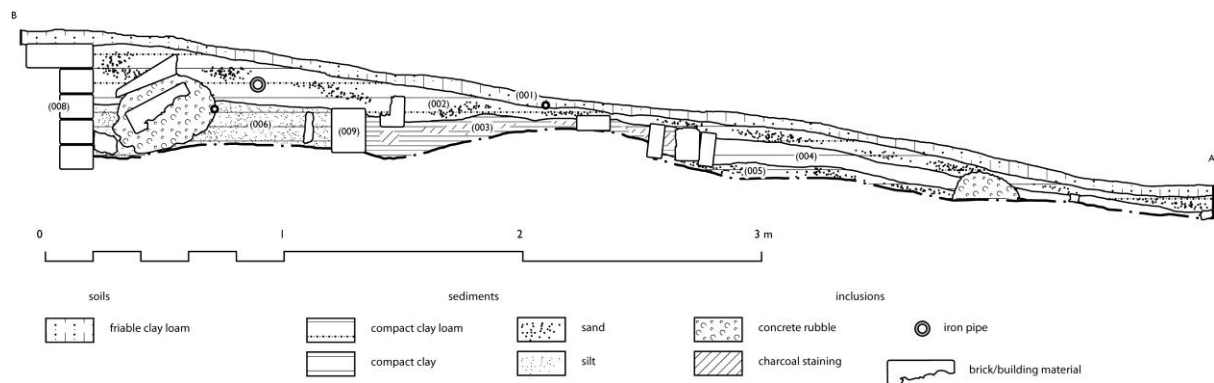 B
(001)
(002)
(008)
(006)
(009)
(003)
(004)
(005)
A
0 1 2 3 m
soils sediments inclusions
friable clay loam compact clay loam sand concrete rubble iron pipe
compact clay silt charcoal staining brick/building material